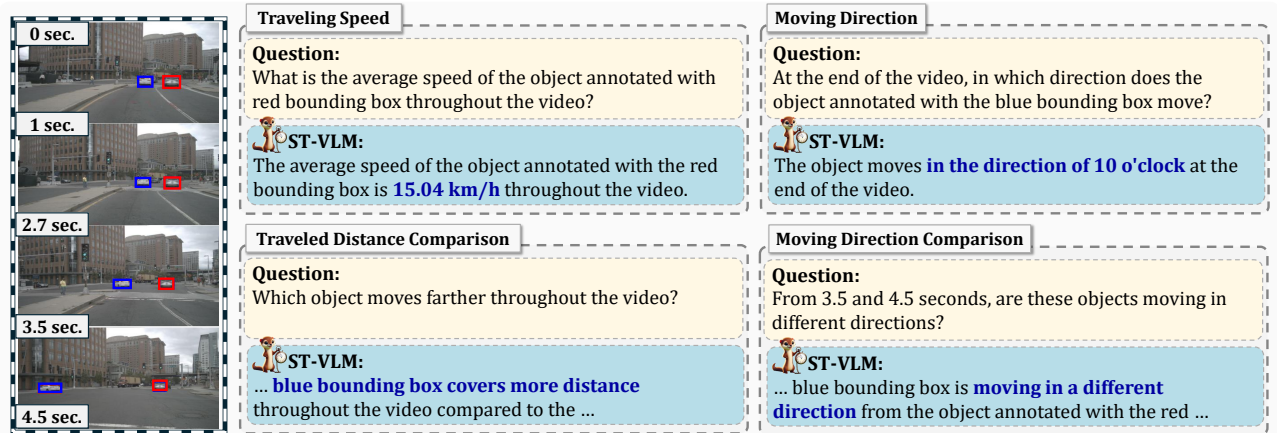 0 sec.
1 sec.
2.7 sec.
3.5 sec.
4.5 sec.
Traveling Speed
Question:
What is the average speed of the object annotated with
red bounding box throughout the video?
ST-VLM:
The average speed of the object annotated with the red
bounding box is 15.04 km/h throughout the video.
Moving Direction
Question:
At the end of the video, in which direction does the
object annotated with the blue bounding box move?
ST-VLM:
The object moves in the direction of 10 o'clock at the
end of the video.
Traveled Distance Comparison
Question:
Which object moves farther throughout the video?
ST-VLM:
... blue bounding box covers more distance
throughout the video compared to the ...
Moving Direction Comparison
Question:
From 3.5 and 4.5 seconds, are these objects moving in
different directions?
ST-VLM:
... blue bounding box is moving in a different
direction from the object annotated with the red ...